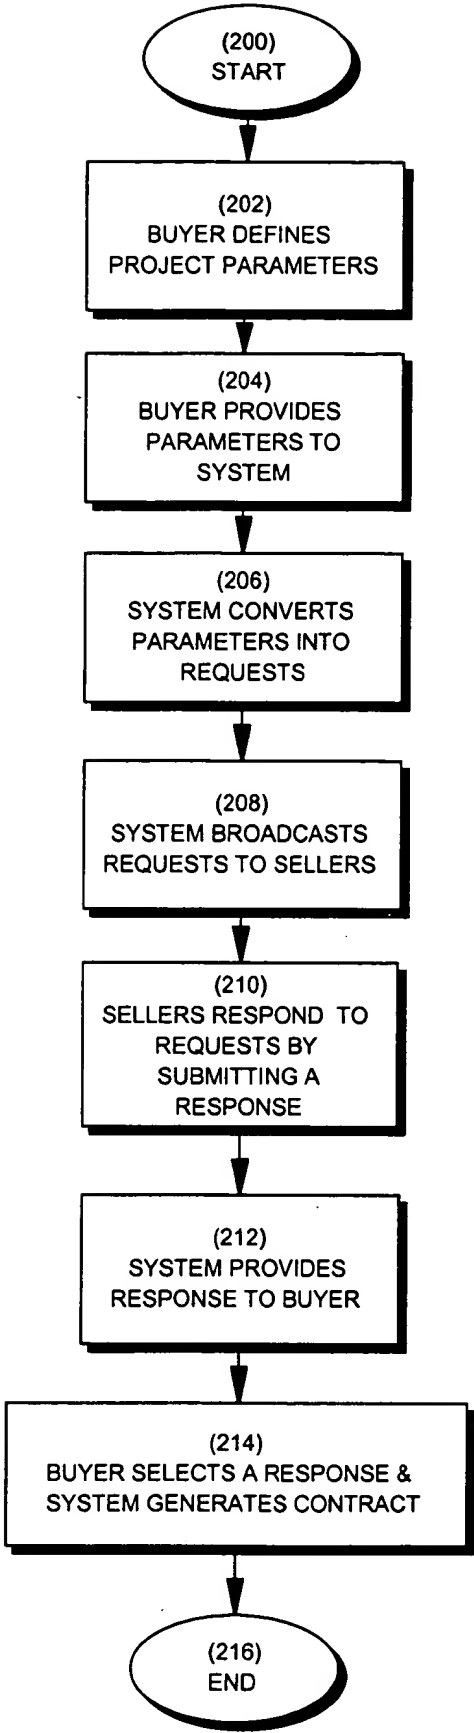 (200)
START
(202)
BUYER DEFINES
PROJECT PARAMETERS
(204)
BUYER PROVIDES
PARAMETERS TO
SYSTEM
(206)
SYSTEM CONVERTS
PARAMETERS INTO
REQUESTS
(208)
SYSTEM BROADCASTS
REQUESTS TO SELLERS
(210)
SELLERS RESPOND TO
REQUESTS BY
SUBMITTING A
RESPONSE
(212)
SYSTEM PROVIDES
RESPONSE TO BUYER
(214)
BUYER SELECTS A RESPONSE &
SYSTEM GENERATES CONTRACT
(216)
END